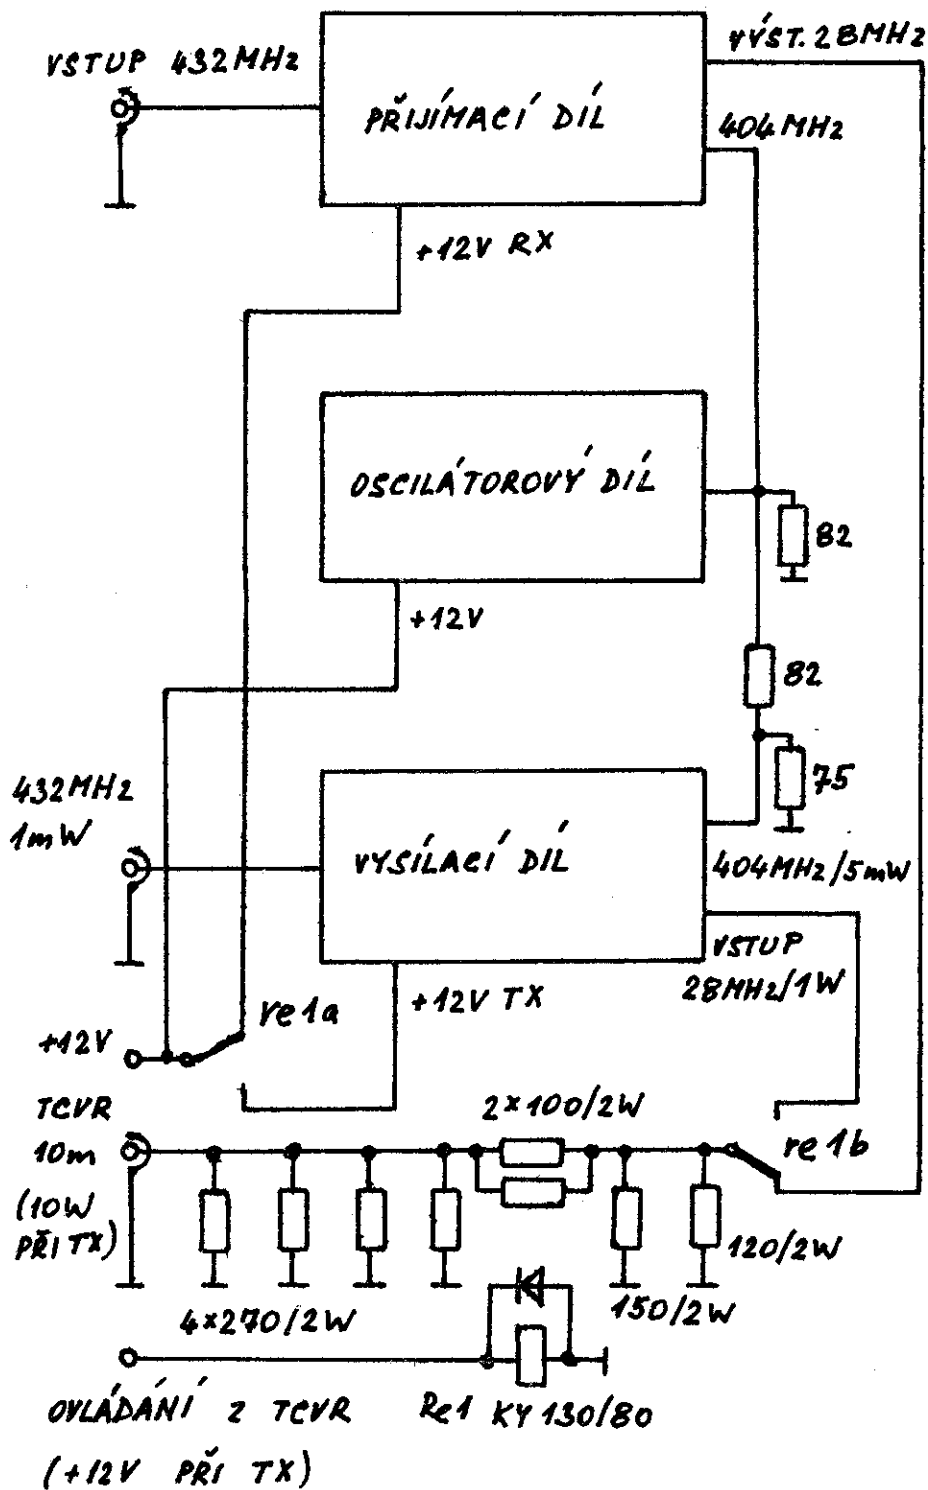 VSTUP 432MHz
VÝST. 28MHz
PŘIJÍMACÍ DÍL
404MHz
+12V RX
OSCILÁTOROVÝ DÍL
82
+12V
82
432MHz
1mW
75
VYSÍLACÍ DÍL
404MHz/5mW
VSTUP
28MHz/1W
+12V TX
re1a
+12V
TCVR
10m
(10W
PŘI TX)
2×100/2W
re1b
120/2W
4×270/2W
150/2W
OVLÁDÁNÍ Z TCVR
(+12V PŘI TX)
Re1 KY130/80